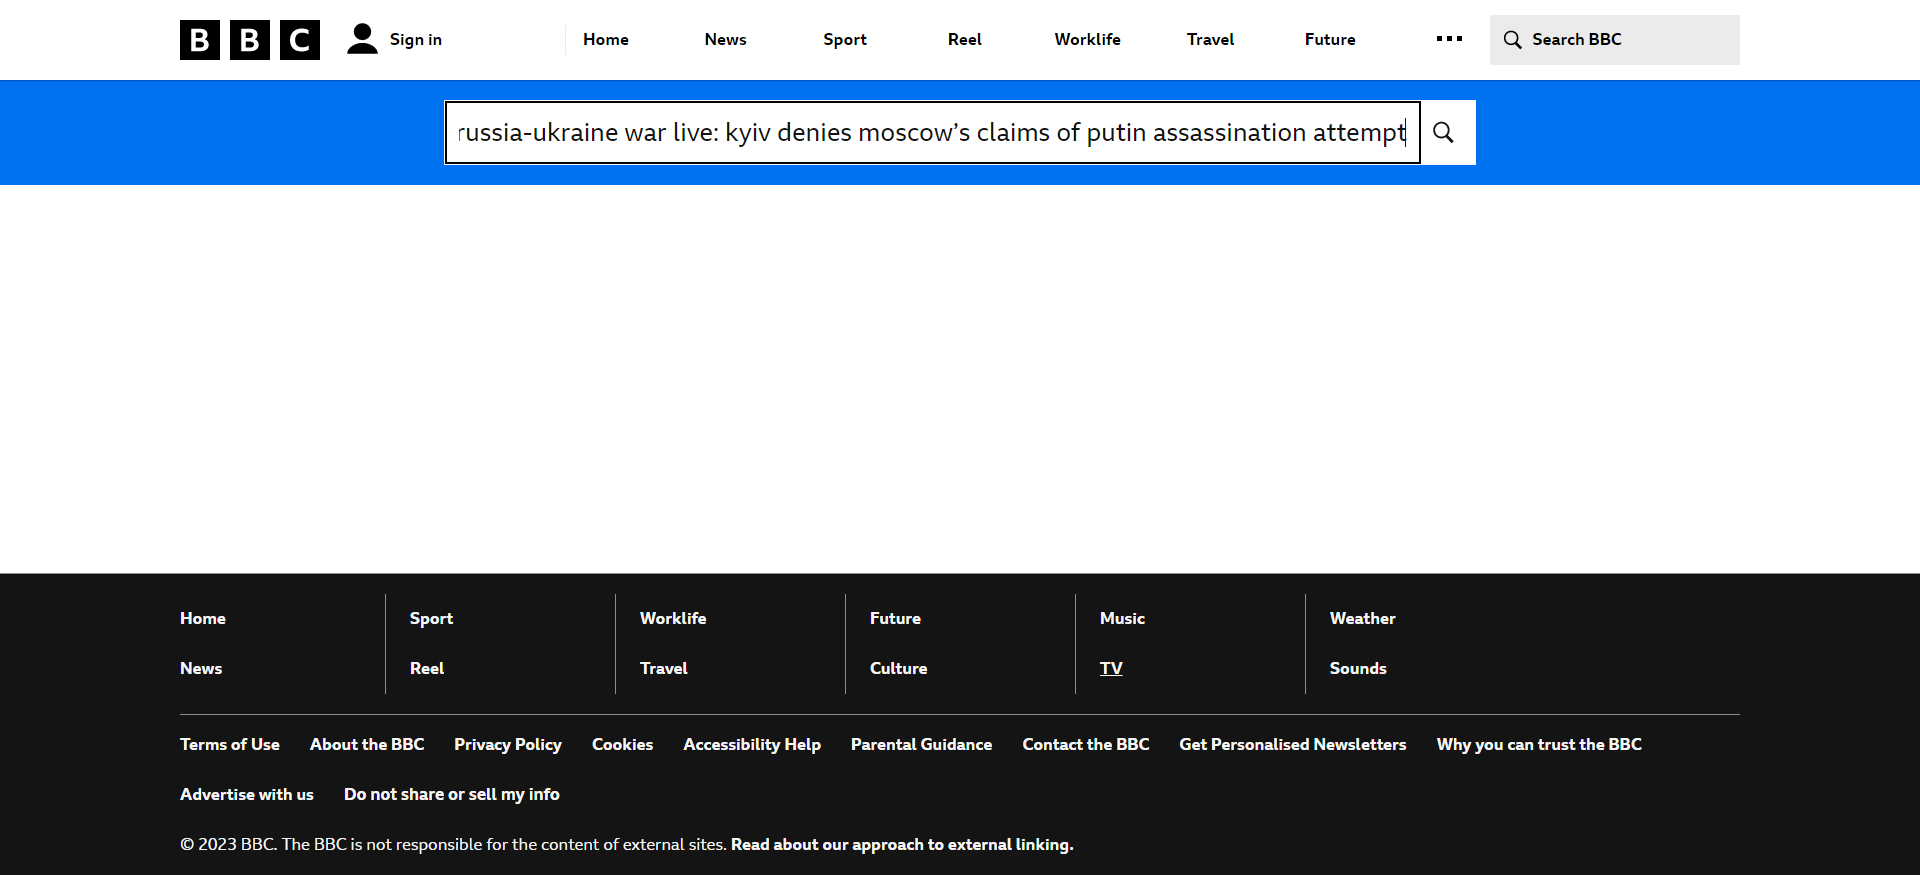 BBC Sign in Home News Sport Reel Worklife Travel Future Search BBC
russia-ukraine war live: kyiv denies moscow’s claims of putin assassination attempt
Home Sport Worklife Future Music Weather
News Reel Travel Culture TV Sounds
Terms of Use About the BBC Privacy Policy Cookies Accessibility Help Parental Guidance Contact the BBC Get Personalised Newsletters Why you can trust the BBC
Advertise with us Do not share or sell my info
© 2023 BBC. The BBC is not responsible for the content of external sites. Read about our approach to external linking.